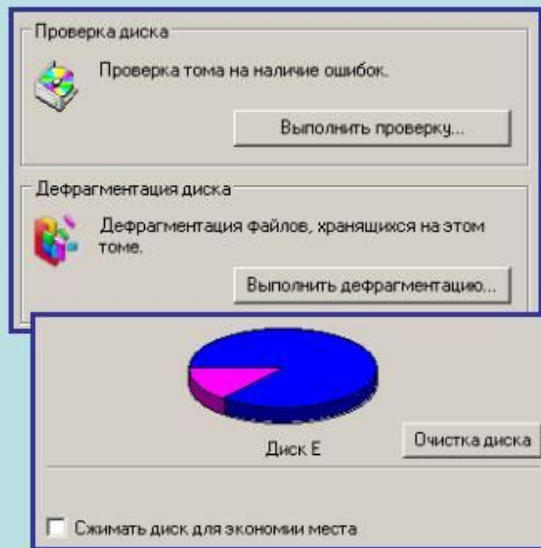 Проверка диска
Проверка тома на наличие ошибок.
Выполнить проверку...
Дефрагментация диска
Дефрагментация файлов, хранящихся на этом
томе.
Выполнить дефрагментацию...
Диск E
Очистка диска
Сжимать диск для экономии места